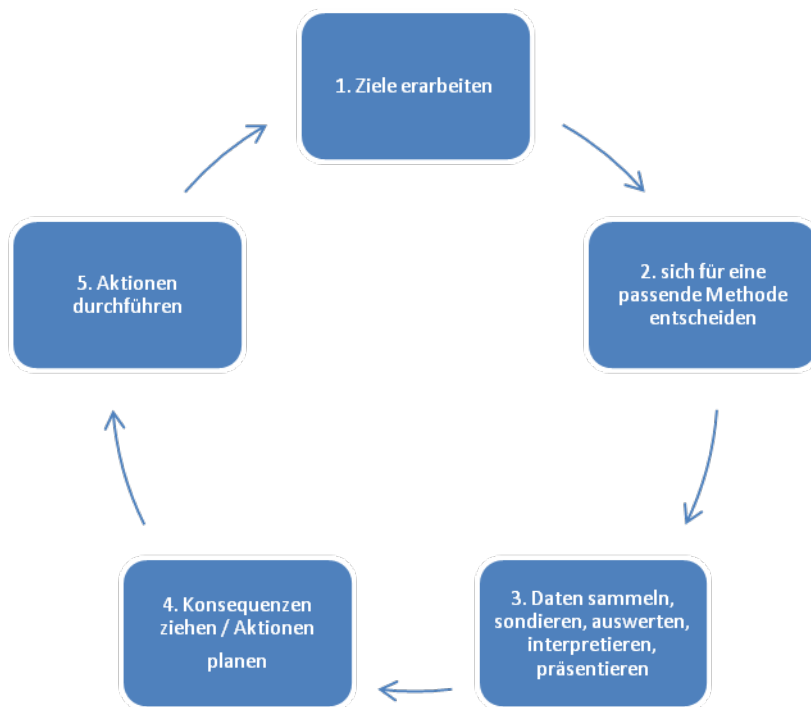 1. Ziele erarbeiten
2. sich für eine
passende Methode
entscheiden
3. Daten sammeln,
sondieren, auswerten,
interpretieren,
präsentieren
4. Konsequenzen
ziehen / Aktionen
planen
5. Aktionen
durchführen